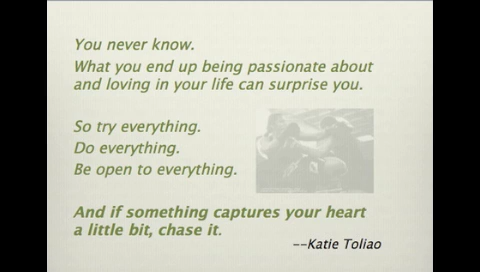 You never know.
What you end up being passionate about
and loving in your life can surprise you.
So try everything.
Do everything.
Be open to everything.
And if something captures your heart
a little bit, chase it.
--Katie Toliao